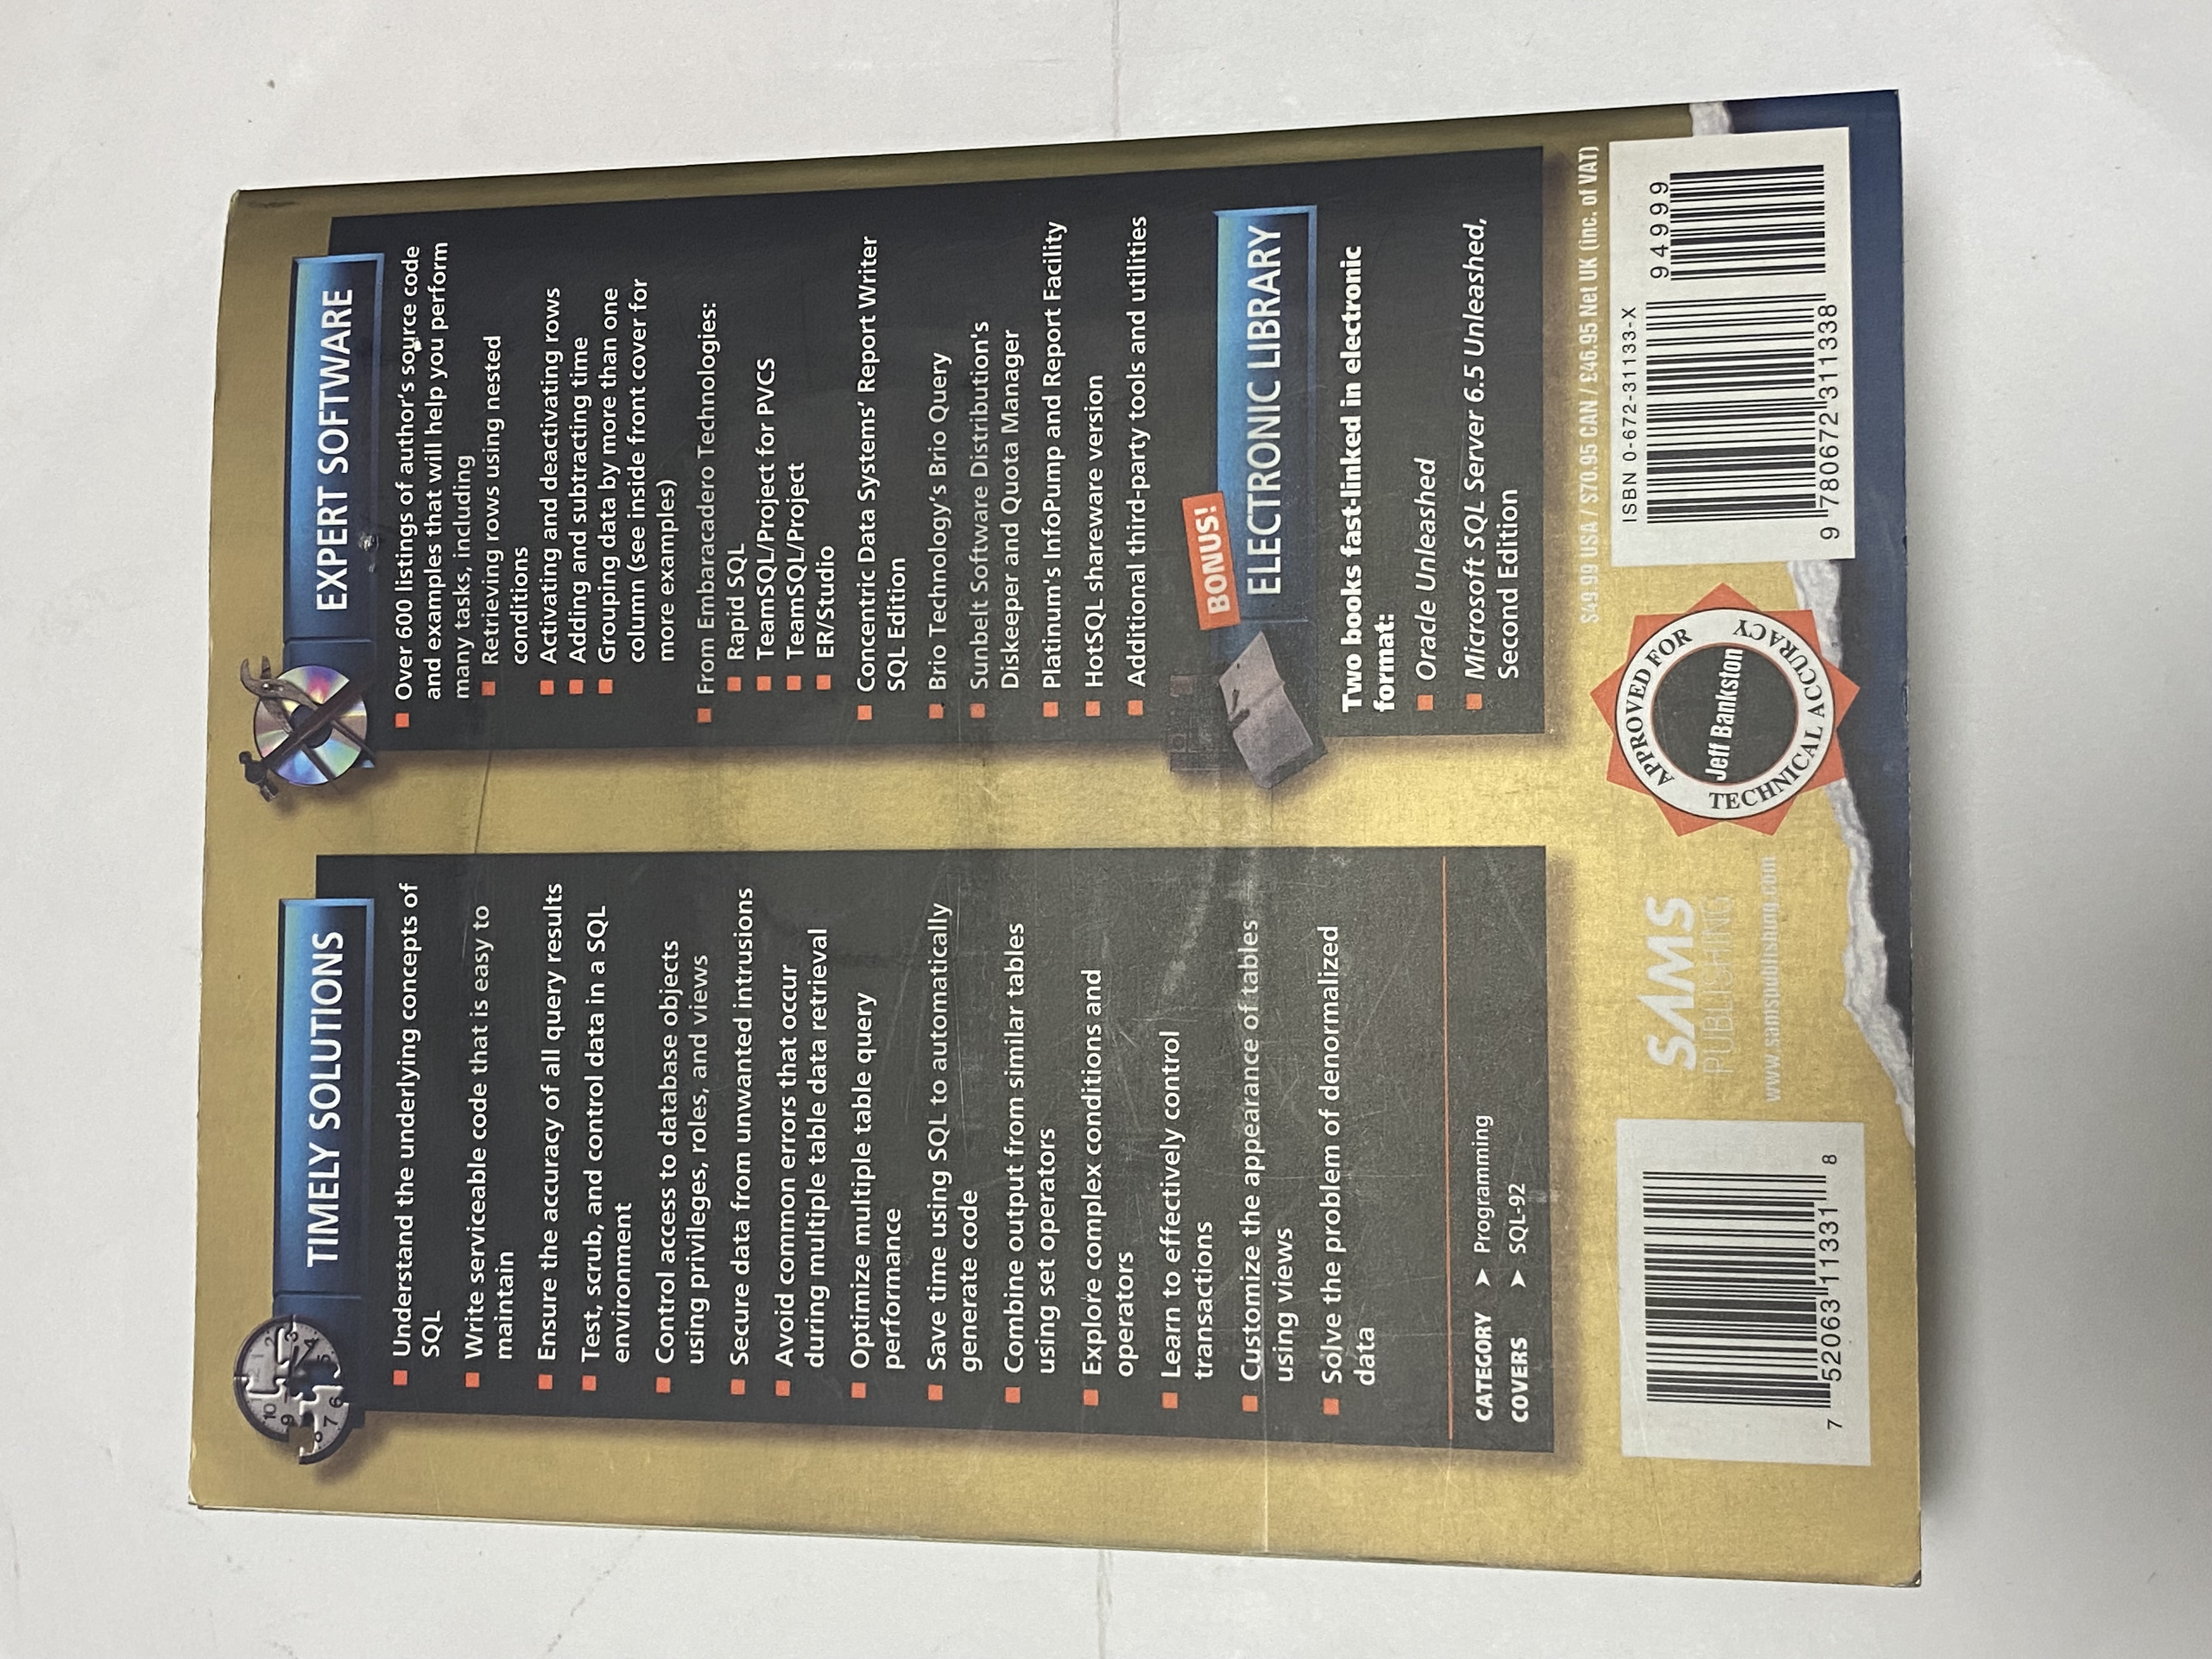 TIMELY SOLUTIONS
Understand the underlying concepts of
SQL
Write serviceable code that is easy to
maintain
Ensure the accuracy of all query results
Test, scrub, and control data in a SQL
environment
Control access to database objects
using privileges, roles, and views
Secure data from unwanted intrusions
Avoid common errors that occur
during multiple table data retrieval
Optimize multiple table query
performance
Save time using SQL to automatically
generate code
Combine output from similar tables
using set operators
Explore complex conditions and
operators
Learn to effectively control
transactions
Customize the appearance of tables
using views
Solve the problem of denormalized
data
CATEGORY ➤ Programming
COVERS ➤ SQL-92
EXPERT SOFTWARE
Over 600 listings of author's source code
and examples that will help you perform
many tasks, including
Retrieving rows using nested
conditions
Activating and deactivating rows
Adding and subtracting time
Grouping data by more than one
column (see inside front cover for
more examples)
From Embaracadero Technologies:
Rapid SQL
TeamSQL/Project for PVCS
TeamSQL/Project
ER/Studio
Concentric Data Systems' Report Writer
SQL Edition
Brio Technology's Brio Query
Sunbelt Software Distribution's
Diskeeper and Quota Manager
Platinum's InfoPump and Report Facility
HotSQL shareware version
Additional third-party tools and utilities
BONUS!
ELECTRONIC LIBRARY
Two books fast-linked in electronic
format:
Oracle Unleashed
Microsoft SQL Server 6.5 Unleashed,
Second Edition
$49.99 USA / $70.95 CAN / £46.95 Net UK (inc. of VAT)
7 52063 11331 8
SAMS
PUBLISHING
www.samspublishing.com
APPROVED FOR
Jeff Bankston
TECHNICAL ACCURACY
ISBN 0-672-31133-X
94999
9 780672 311338